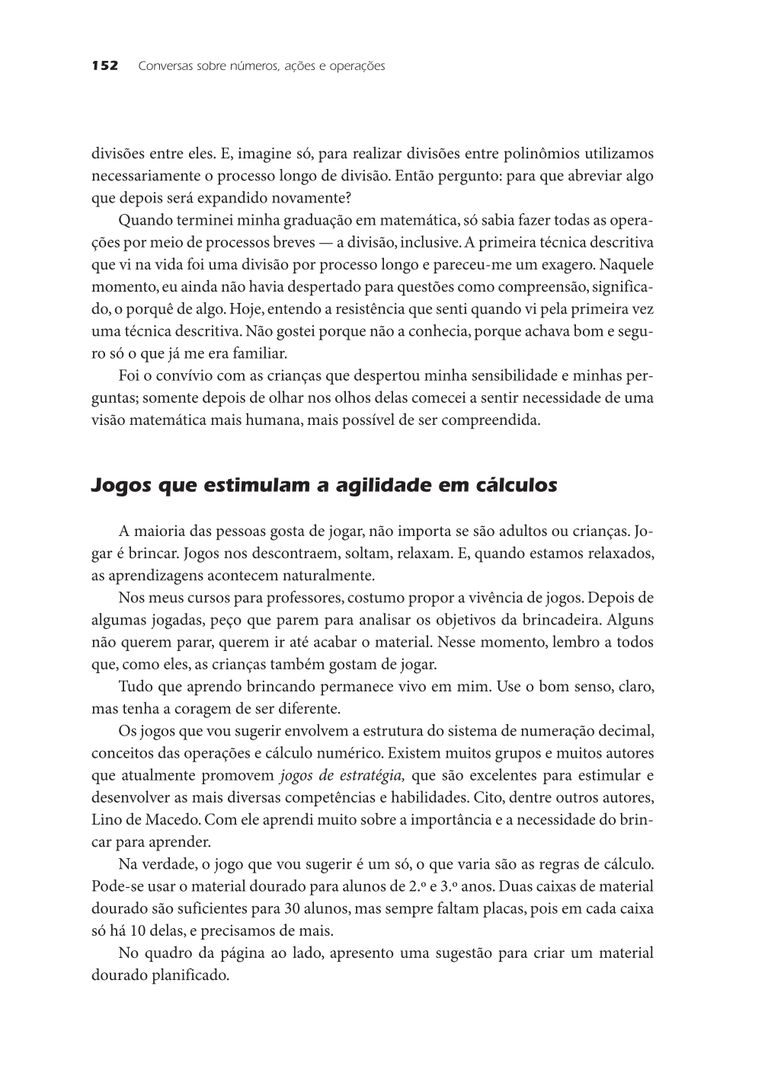 152 Conversas sobre números, ações e operações
divisões entre eles. E, imagine só, para realizar divisões entre polinômios utilizamos
necessariamente o processo longo de divisão. Então pergunto: para que abreviar algo
que depois será expandido novamente?
Quando terminei minha graduação em matemática, só sabia fazer todas as opera-
ções por meio de processos breves — a divisão, inclusive. A primeira técnica descritiva
que vi na vida foi uma divisão por processo longo e pareceu-me um exagero. Naquele
momento, eu ainda não havia despertado para questões como compreensão, significa-
do, o porquê de algo. Hoje, entendo a resistência que senti quando vi pela primeira vez
uma técnica descritiva. Não gostei porque não a conhecia, porque achava bom e segu-
ro só o que já me era familiar.
Foi o convívio com as crianças que despertou minha sensibilidade e minhas per-
guntas; somente depois de olhar nos olhos delas comecei a sentir necessidade de uma
visão matemática mais humana, mais possível de ser compreendida.
Jogos que estimulam a agilidade em cálculos
A maioria das pessoas gosta de jogar, não importa se são adultos ou crianças. Jo-
gar é brincar. Jogos nos descontraem, soltam, relaxam. E, quando estamos relaxados,
as aprendizagens acontecem naturalmente.
Nos meus cursos para professores, costumo propor a vivência de jogos. Depois de
algumas jogadas, peço que parem para analisar os objetivos da brincadeira. Alguns
não querem parar, querem ir até acabar o material. Nesse momento, lembro a todos
que, como eles, as crianças também gostam de jogar.
Tudo que aprendo brincando permanece vivo em mim. Use o bom senso, claro,
mas tenha a coragem de ser diferente.
Os jogos que vou sugerir envolvem a estrutura do sistema de numeração decimal,
conceitos das operações e cálculo numérico. Existem muitos grupos e muitos autores
que atualmente promovem jogos de estratégia, que são excelentes para estimular e
desenvolver as mais diversas competências e habilidades. Cito, dentre outros autores,
Lino de Macedo. Com ele aprendi muito sobre a importância e a necessidade do brin-
car para aprender.
Na verdade, o jogo que vou sugerir é um só, o que varia são as regras de cálculo.
Pode-se usar o material dourado para alunos de 2.º e 3.º anos. Duas caixas de material
dourado são suficientes para 30 alunos, mas sempre faltam placas, pois em cada caixa
só há 10 delas, e precisamos de mais.
No quadro da página ao lado, apresento uma sugestão para criar um material
dourado planificado.